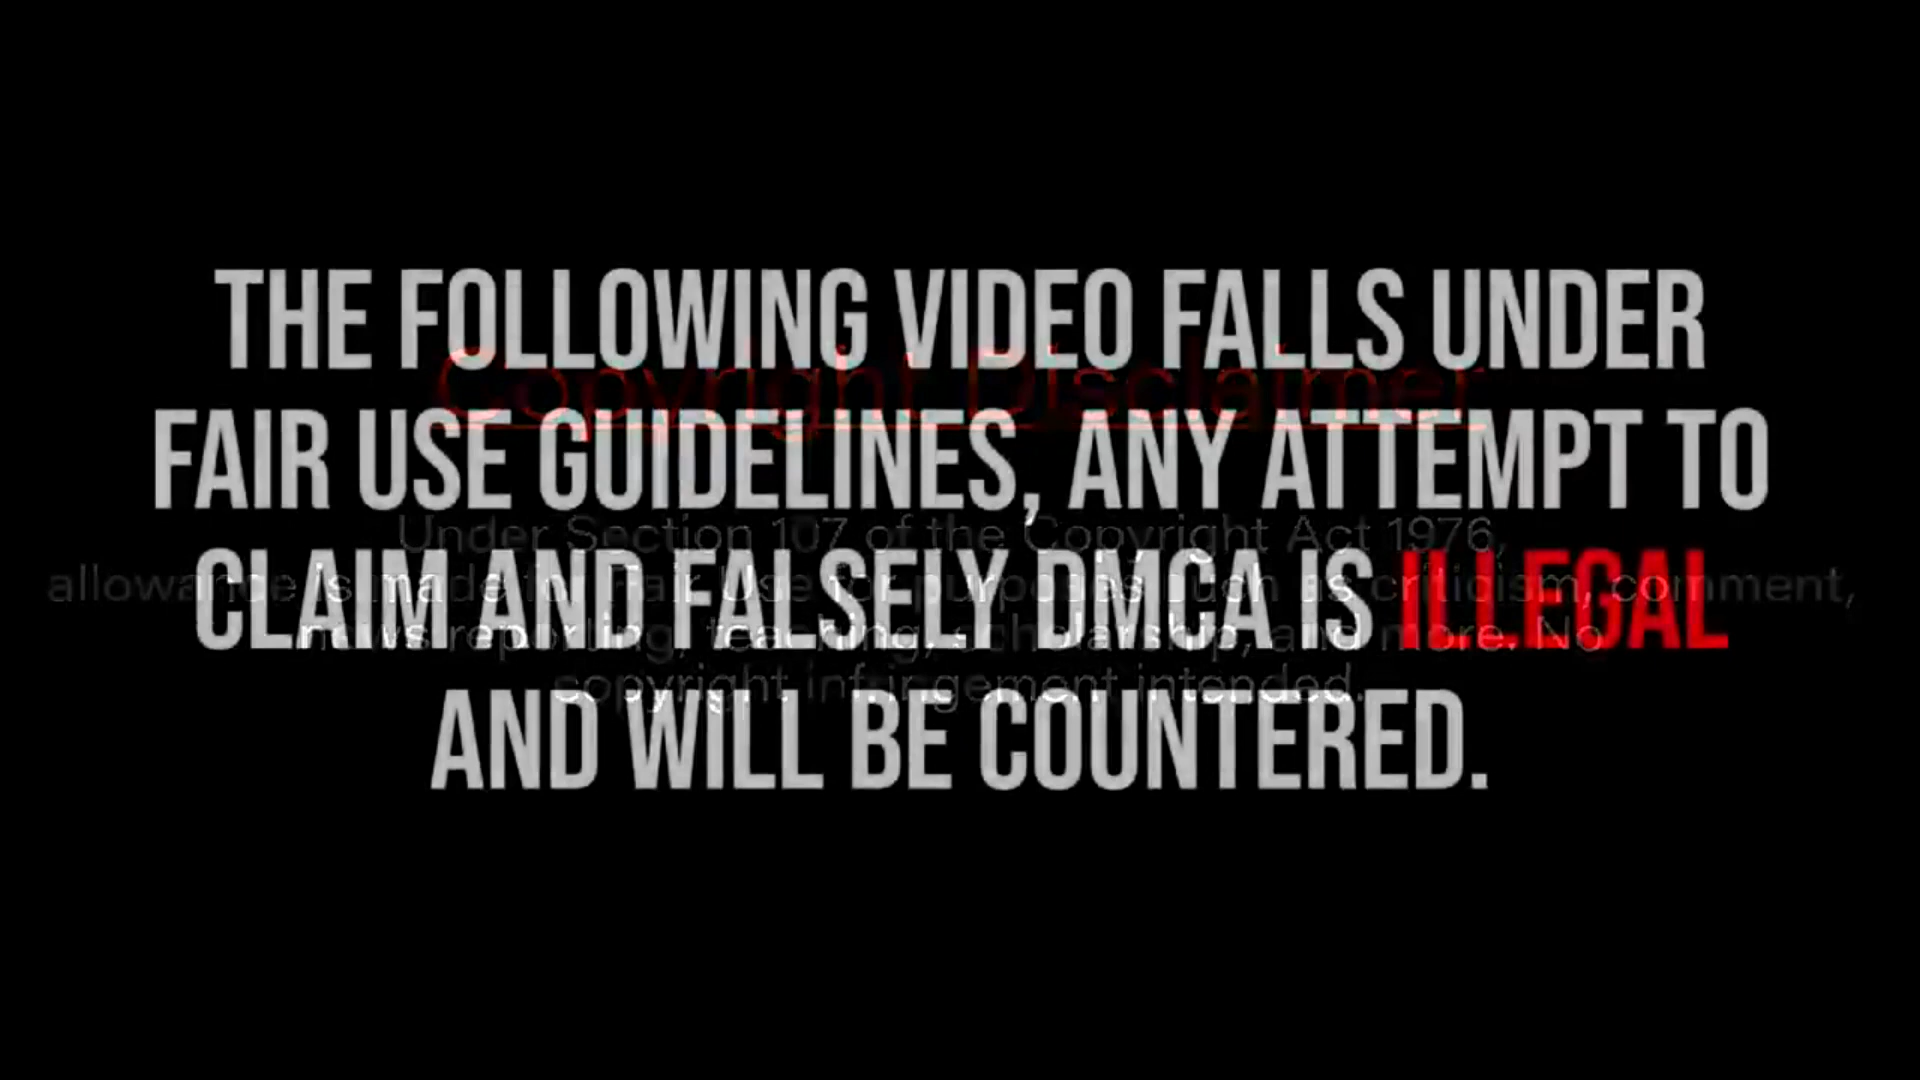 THE FOLLOWING VIDEO FALLS UNDER
Copyright Disclaimer
FAIR USE GUIDELINES, ANY ATTEMPT TO
Under Section 107 of the Copyright Act 1976,
CLAIM AND FALSELY DMCA IS ILLEGAL
allowance is made for Fair Use for purposes such as criticism, comment,
news reporting, teaching, scholarship, and more. No
copyright infringement intended.
AND WILL BE COUNTERED.